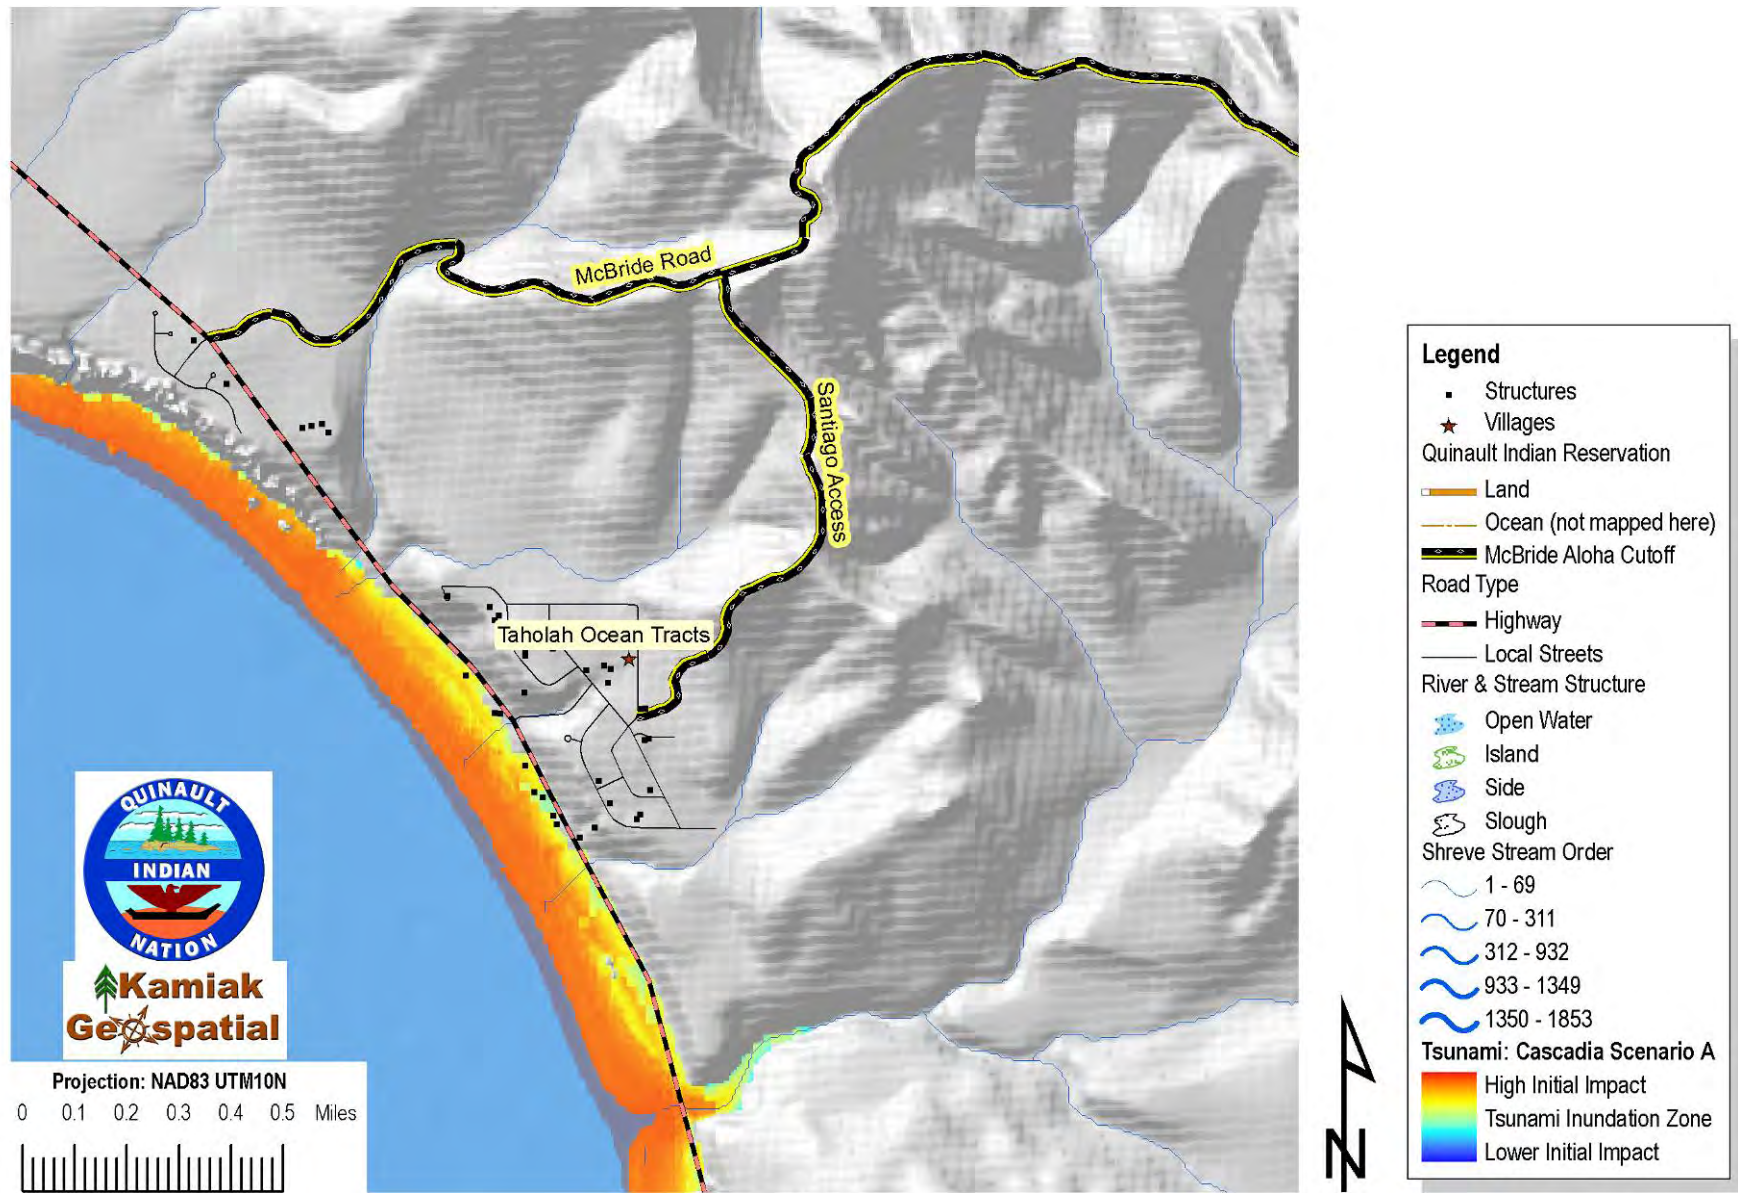 McBride Road
Santiago Access
Taholah Ocean Tracts
QUINAULT
INDIAN
NATION
Kamiak
Geospatial
Projection: NAD83 UTM10N
0 0.1 0.2 0.3 0.4 0.5 Miles
N
Legend
Structures
Villages
Quinault Indian Reservation
Land
Ocean (not mapped here)
McBride Aloha Cutoff
Road Type
Highway
Local Streets
River & Stream Structure
Open Water
Island
Side
Slough
Shreve Stream Order
1 - 69
70 - 311
312 - 932
933 - 1349
1350 - 1853
Tsunami: Cascadia Scenario A
High Initial Impact
Tsunami Inundation Zone
Lower Initial Impact